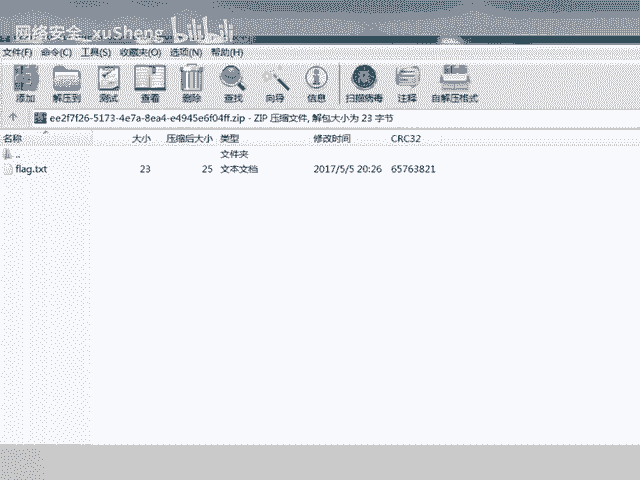 网络安全_xuSheng bilibili
文件(F) 命令(C) 工具(S) 收藏夹(O) 选项(N) 帮助(H)
添加 解压到 测试 查看 删除 查找 向导 信息 扫描病毒 注释 自解压格式
ee2f7f26-5173-4e7a-8ea4-e4945e6f04ff.zip - ZIP 压缩文件, 解包大小为 23 字节
名称 大小 压缩后大小 类型 修改时间 CRC32
.. 文件夹
flag.txt 23 25 文本文档 2017/5/5 20:26 65763821